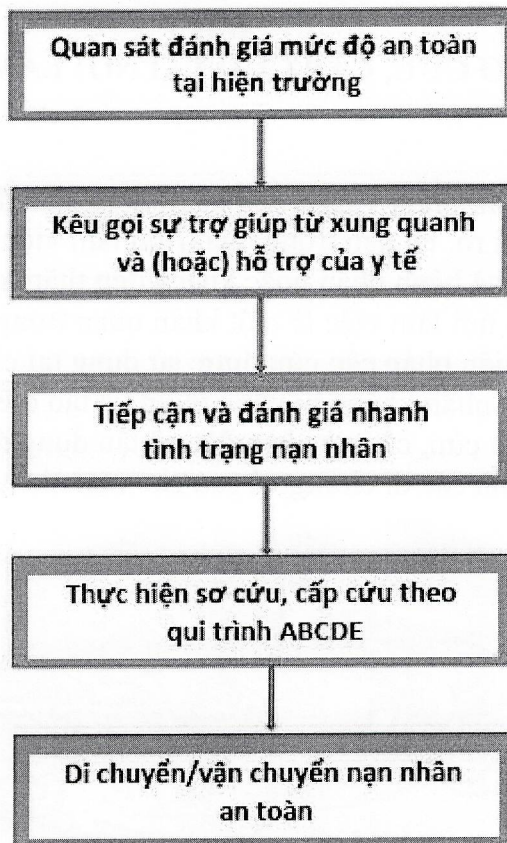 Quan sát đánh giá mức độ an toàn
tại hiện trường
Kêu gọi sự trợ giúp từ xung quanh
và (hoặc) hỗ trợ của y tế
Tiếp cận và đánh giá nhanh
tình trạng nạn nhân
Thực hiện sơ cứu, cấp cứu theo
qui trình ABCDE
Di chuyển/vận chuyển nạn nhân
an toàn